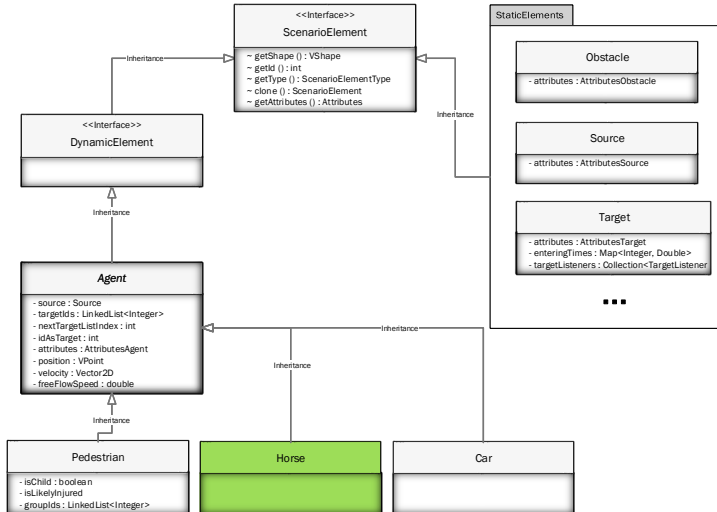 <<Interface>>
ScenarioElement
~ getShape () : VShape
~ getId () : int
~ getType () : ScenarioElementType
~ clone () : ScenarioElement
~ getAttributes () : Attributes
StaticElements
Obstacle
- attributes : AttributesObstacle
Source
- attributes : AttributesSource
Target
- attributes : AttributesTarget
- enteringTimes : Map<Integer, Double>
- targetListeners : Collection<TargetListener
Inheritance
Inheritance
<<Interface>>
DynamicElement
Inheritance
Agent
- source : Source
- targetIds : LinkedList<Integer>
- nextTargetListIndex : int
- idAsTarget : int
- attributes : AttributesAgent
- position : VPoint
- velocity : Vector2D
- freeFlowSpeed : double
Inheritance
Inheritance
Inheritance
Pedestrian
- isChild : boolean
- isLikelyInjured
- groupIds : LinkedList<Integer>
Horse
Car